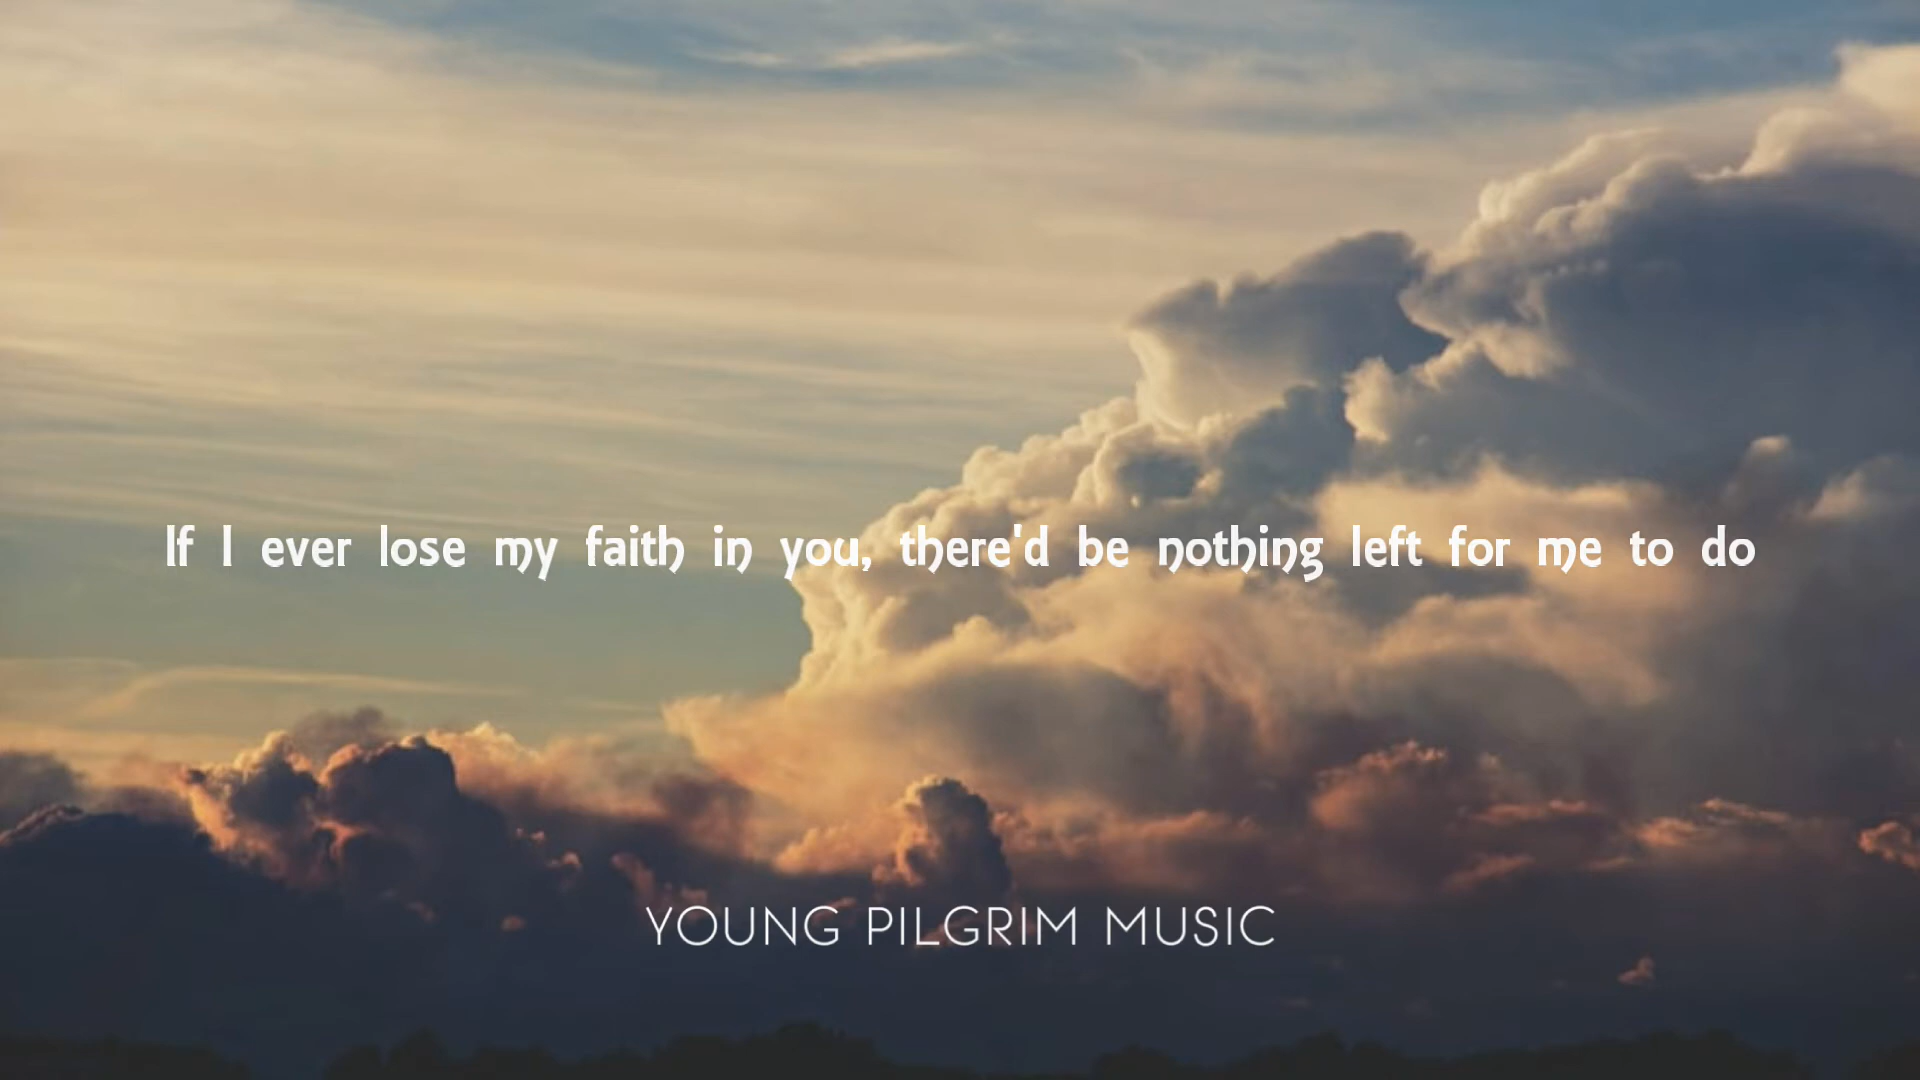 If I ever lose my faith in you, there'd be nothing left for me to do
YOUNG PILGRIM MUSIC